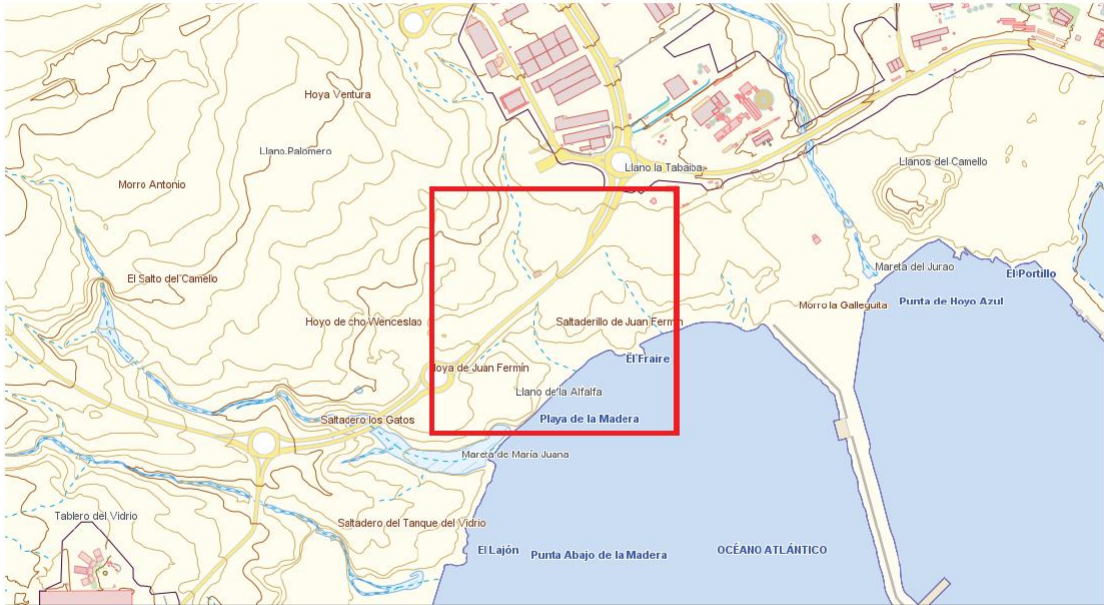 Hoya Ventura
Llano Palomero
Llano la Tabaiba
Llanos del Camello
Morro Antonio
El Salto del Camello
Mareta del Jurao
El Portillo
Punta de Hoyo Azul
Morro la Galleguita
Hoyo de cho Wenceslao
Saltaderillo de Juan Fermín
El Fraire
Hoya de Juan Fermín
Llano de la Alfalfa
Saltadero los Gatos
Playa de la Madera
Mareta de María Juana
Tablero del Vidrio
Saltadero del Tanque del Vidrio
El Lajón
Punta Abajo de la Madera
OCÉANO ATLÁNTICO